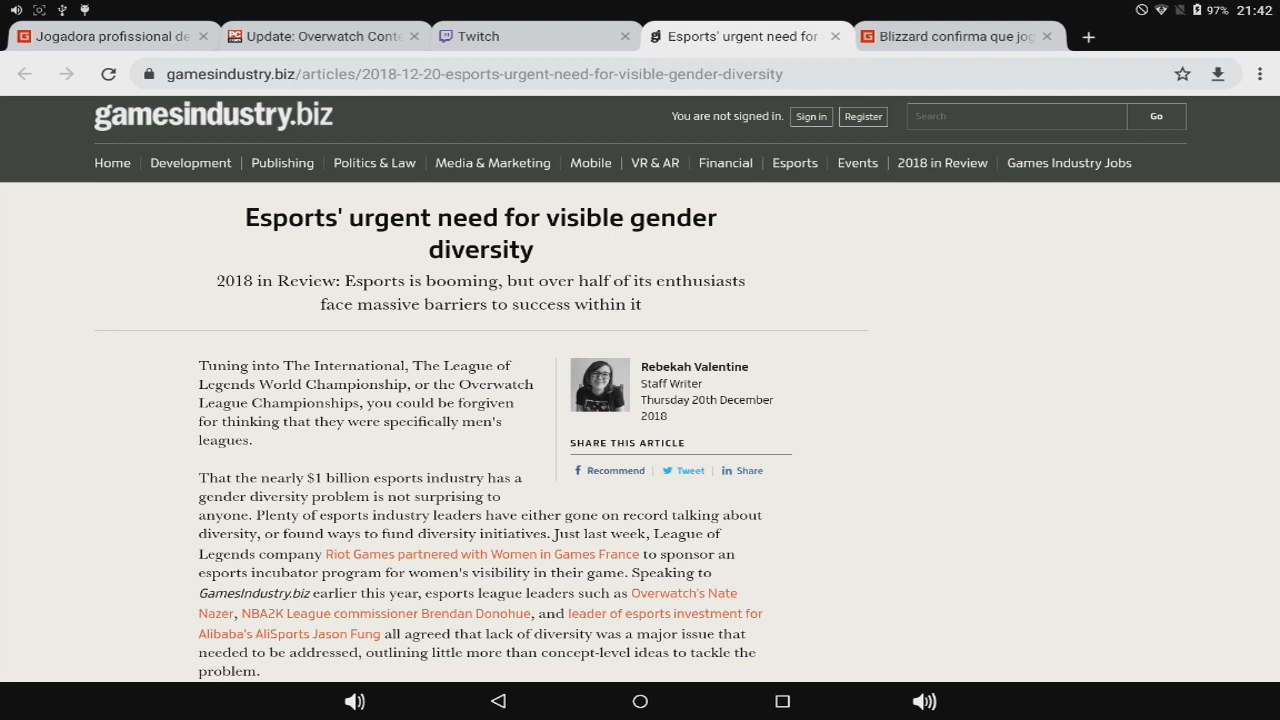 97% 21:42
Jogadora profissional de
Update: Overwatch Conte
Twitch
Esports' urgent need for
Blizzard confirma que jog
gamesindustry.biz/articles/2018-12-20-esports-urgent-need-for-visible-gender-diversity
gamesindustry.biz
You are not signed in. Sign in Register Search Go
Home Development Publishing Politics & Law Media & Marketing Mobile VR & AR Financial Esports Events 2018 in Review Games Industry Jobs
Esports' urgent need for visible gender
diversity
2018 in Review: Esports is booming, but over half of its enthusiasts
face massive barriers to success within it
Tuning into The International, The League of
Legends World Championship, or the Overwatch
League Championships, you could be forgiven
for thinking that they were specifically men's
leagues.
Rebekah Valentine
Staff Writer
Thursday 20th December
2018
SHARE THIS ARTICLE
Recommend Tweet Share
That the nearly $1 billion esports industry has a
gender diversity problem is not surprising to
anyone. Plenty of esports industry leaders have either gone on record talking about
diversity, or found ways to fund diversity initiatives. Just last week, League of
Legends company Riot Games partnered with Women in Games France to sponsor an
esports incubator program for women's visibility in their game. Speaking to
GamesIndustry.biz earlier this year, esports league leaders such as Overwatch's Nate
Nazer, NBA2K League commissioner Brendan Donohue, and leader of esports investment for
Alibaba's AliSports Jason Fung all agreed that lack of diversity was a major issue that
needed to be addressed, outlining little more than concept-level ideas to tackle the
problem.